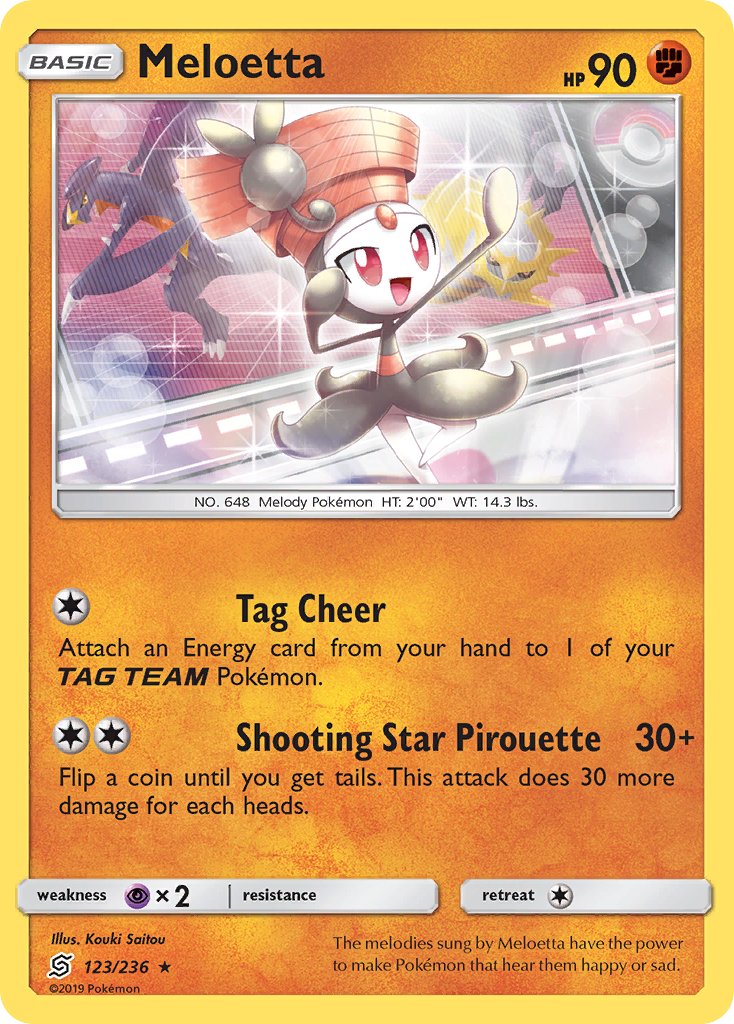 BASIC Meloetta HP 90
NO. 648 Melody Pokémon HT: 2'00" WT: 14.3 lbs.
Tag Cheer
Attach an Energy card from your hand to 1 of your
TAG TEAM Pokémon.
Shooting Star Pirouette 30+
Flip a coin until you get tails. This attack does 30 more
damage for each heads.
weakness ×2 resistance retreat
Illus. Kouki Saitou
123/236 ★
©2019 Pokémon
The melodies sung by Meloetta have the power
to make Pokémon that hear them happy or sad.